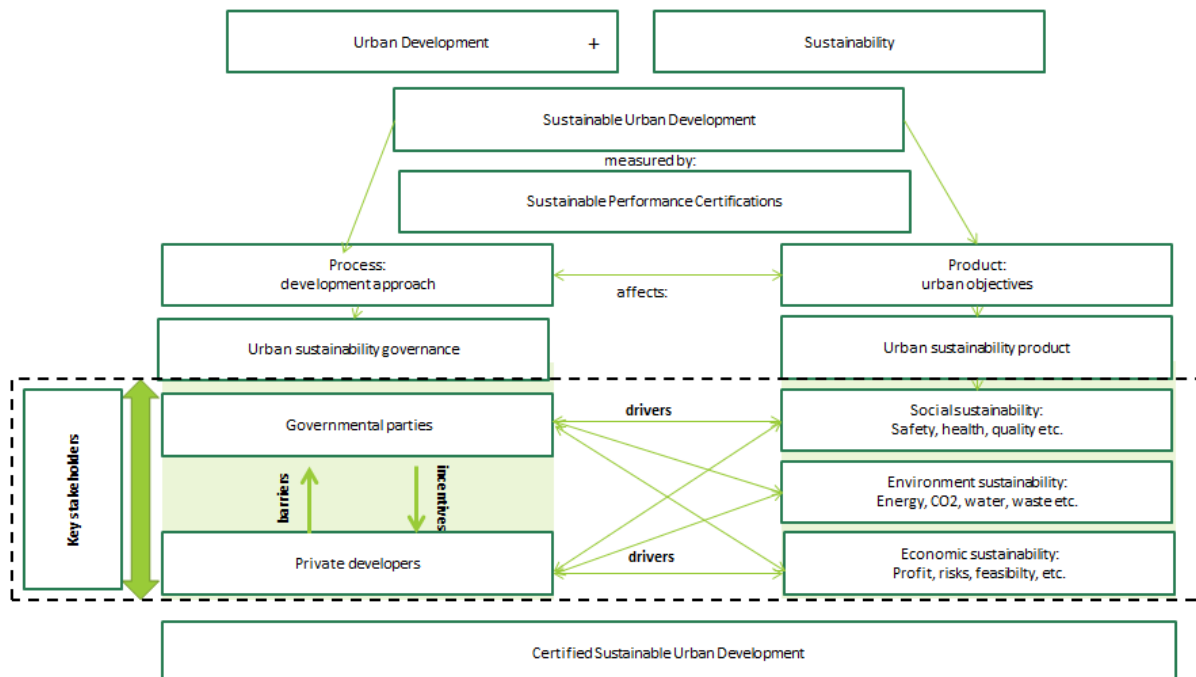 Urban Development +
Sustainability
Sustainable Urban Development
measured by:
Sustainable Performance Certifications
Process:
development approach
affects:
Product:
urban objectives
Urban sustainability governance
Urban sustainability product
Key stakeholders
Governmental parties
barriers
incentives
Private developers
drivers
drivers
Social sustainability:
Safety, health, quality etc.
Environment sustainability:
Energy, CO2, water, waste etc.
Economic sustainability:
Profit, risks, feasibilty, etc.
Certified Sustainable Urban Development